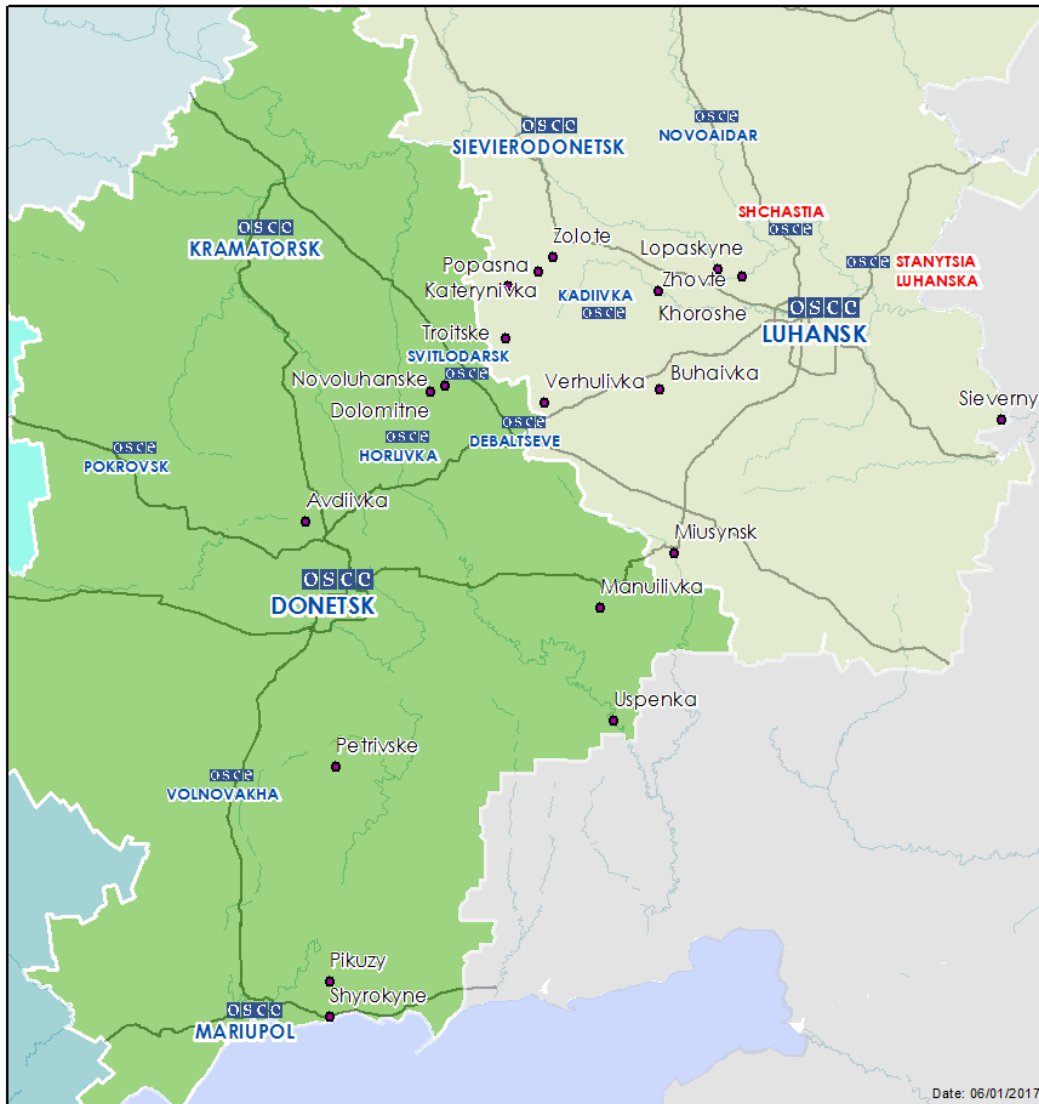 OSCE
SIEVIERODONETSK
OSCE
NOVOAIDAR
SHCHASTIA
OSCE
OSCE
KRAMATORSK
Zolote
Lopaskyne
OSCE
STANYTSIA
LUHANSKA
Popasna
Zhovte
Katerynivka
KADIIVKA
OSCE
Khoroshe
OSCE
LUHANSK
Troitske
SVITLODARSK
OSCE
Novoluhanske
Verhulivka
Buhaivka
Sieverny
Dolomitne
OSCE
HORLIVKA
OSCE
DEBALTSEVE
OSCE
POKROVSK
Avdiivka
Miusynsk
OSCE
DONETSK
Manuilivka
Uspenka
Petrivske
OSCE
VOLNOVAKHA
Pikuzy
Shyrokyne
OSCE
MARIUPOL
Date: 06/01/2017